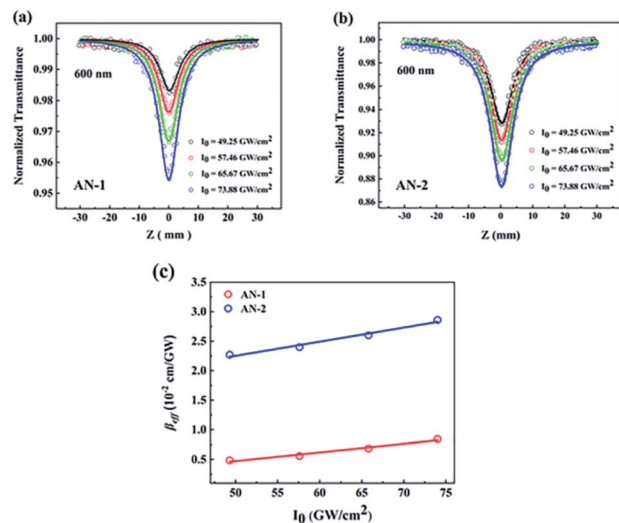 (a)
1.00
0.99
0.98
0.97
0.96
0.95
Normalized Transmittance
600 nm
I₀ = 49.25 GW/cm²
I₀ = 57.46 GW/cm²
I₀ = 65.67 GW/cm²
I₀ = 73.88 GW/cm²
AN-1
-30 -20 -10 0 10 20 30
Z ( mm )
(b)
1.00
0.98
0.96
0.94
0.92
0.90
0.88
0.86
Normalized Transmittance
600 nm
I₀ = 49.25 GW/cm²
I₀ = 57.46 GW/cm²
I₀ = 65.67 GW/cm²
I₀ = 73.88 GW/cm²
AN-2
-30 -20 -10 0 10 20 30
Z (mm)
(c)
3.5
3.0
2.5
2.0
1.5
1.0
0.5
β_eff (10⁻² cm/GW)
AN-1
AN-2
50 55 60 65 70 75
I₀ (GW/cm²)